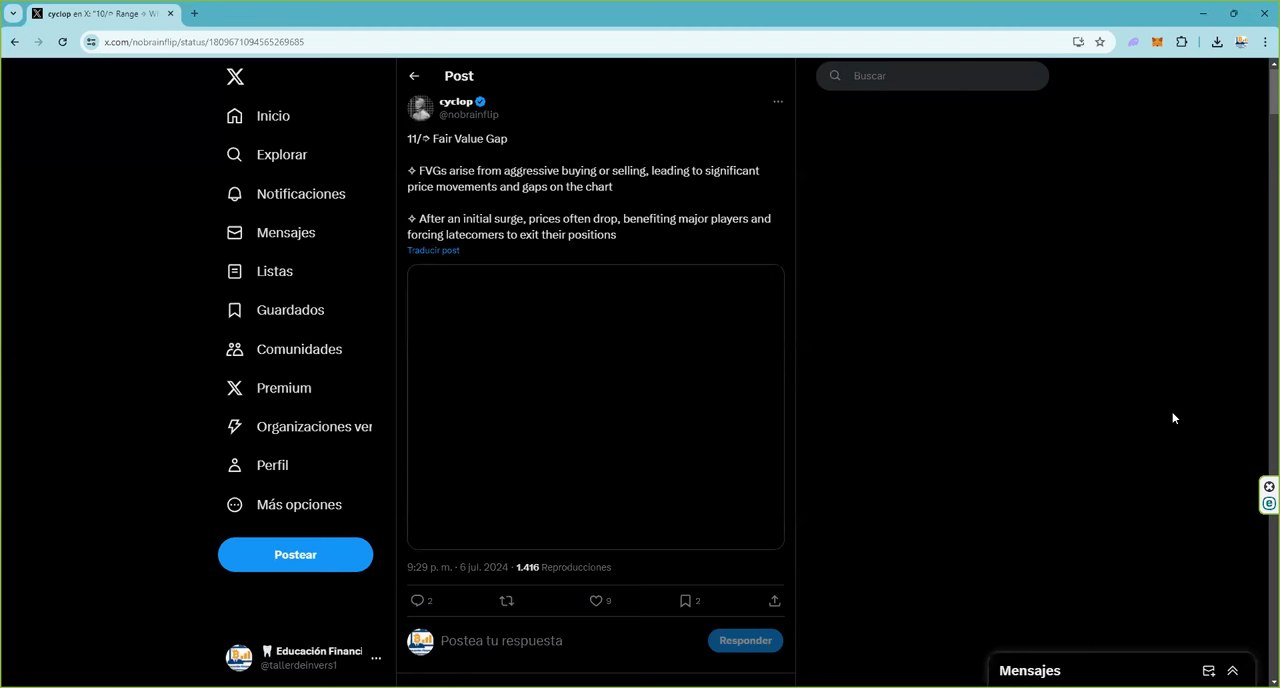 cyclop en X: "10/➮ Range ✧ W
x.com/nobrainflip/status/1809671094565269685
Inicio
Explorar
Notificaciones
Mensajes
Listas
Guardados
Comunidades
Premium
Organizaciones ver
Perfil
Más opciones
Postear
Educación Financi
@tallerdeinvers1
Post
cyclop
@nobrainflip
11/➮ Fair Value Gap
✧ FVGs arise from aggressive buying or selling, leading to significant
price movements and gaps on the chart
✧ After an initial surge, prices often drop, benefiting major players and
forcing latecomers to exit their positions
Traducir post
9:29 p. m. · 6 jul. 2024 · 1.416 Reproducciones
2 9 2
Postea tu respuesta
Responder
Buscar
Mensajes